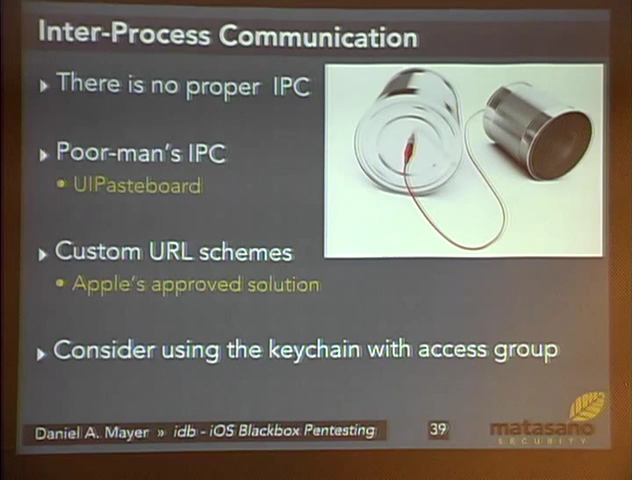 Inter-Process Communication
There is no proper IPC
Poor-man's IPC
UIPasteboard
Custom URL schemes
Apple's approved solution
Consider using the keychain with access group
Daniel A. Mayer » idb - iOS Blackbox Pentesting
39
matasano
SECURITY